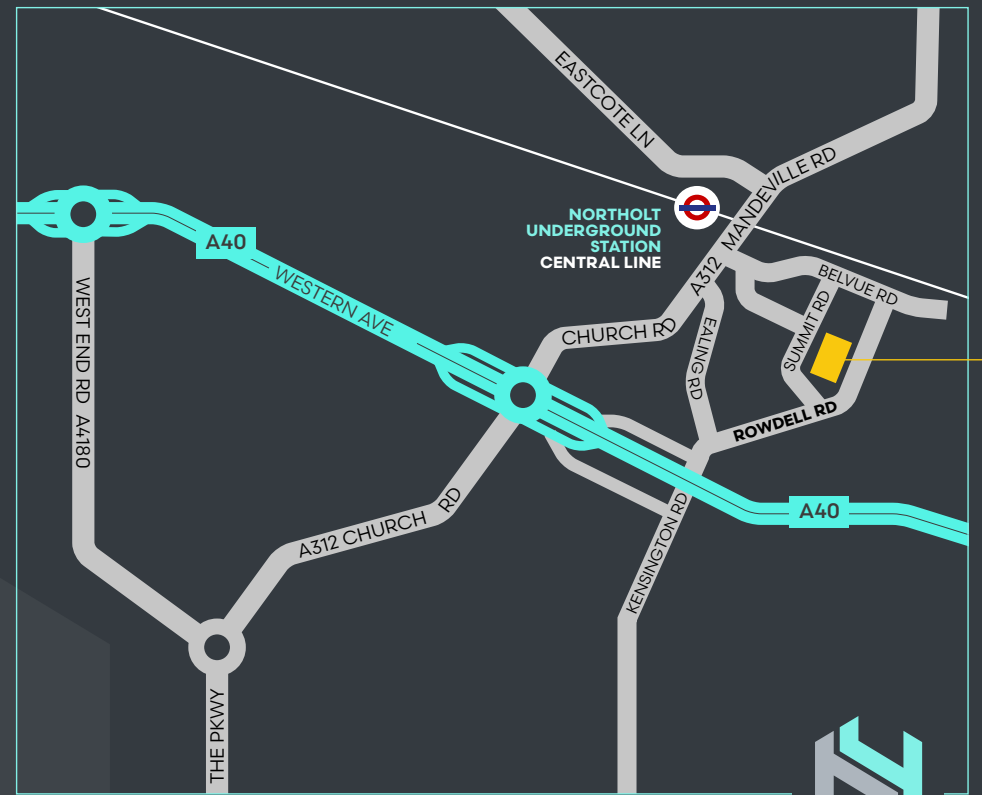 EASTCOTE LN
A312 MANDEVILLE RD
NORTHOLT
UNDERGROUND
STATION
CENTRAL LINE
A40
WESTERN AVE
BELVUE RD
SUMMIT RD
CHURCH RD
EALING RD
WEST END RD A4180
ROWDELL RD
A40
A312 CHURCH RD
KENSINGTON RD
THE PKWY